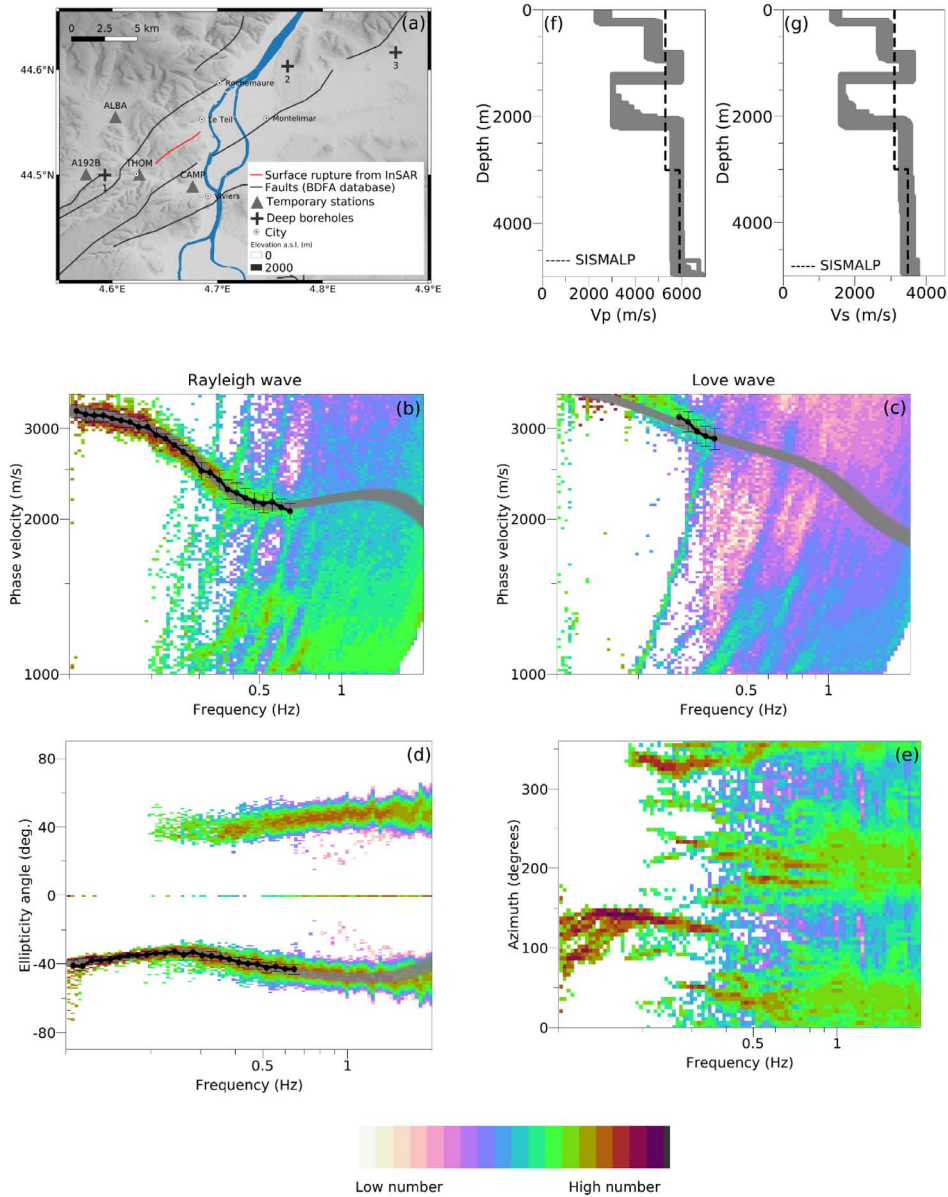 (a)
0 2.5 5 km
44.6°N
44.5°N
4.6°E 4.7°E 4.8°E 4.9°E
Rochemaure
2
3
ALBA
Le Teil
Montelimar
A192B
THOM
CAMP
1
Viviers
Surface rupture from InSAR
Faults (BDFA database)
Temporary stations
Deep boreholes
City
Elevation a.s.l. (m)
0
2000
(f)
0
2000
4000
Depth (m)
SISMALP
0 2000 4000 6000
Vp (m/s)
(g)
0
2000
4000
Depth (m)
SISMALP
0 2000 4000
Vs (m/s)
Rayleigh wave
(b)
3000
2000
1000
Phase velocity (m/s)
0.5 1
Frequency (Hz)
Love wave
(c)
3000
2000
1000
Phase velocity (m/s)
0.5 1
Frequency (Hz)
(d)
80
40
0
-40
-80
Ellipticity angle (deg.)
0.5 1
Frequency (Hz)
(e)
300
200
100
0
Azimuth (degrees)
0.5 1
Frequency (Hz)
Low number High number